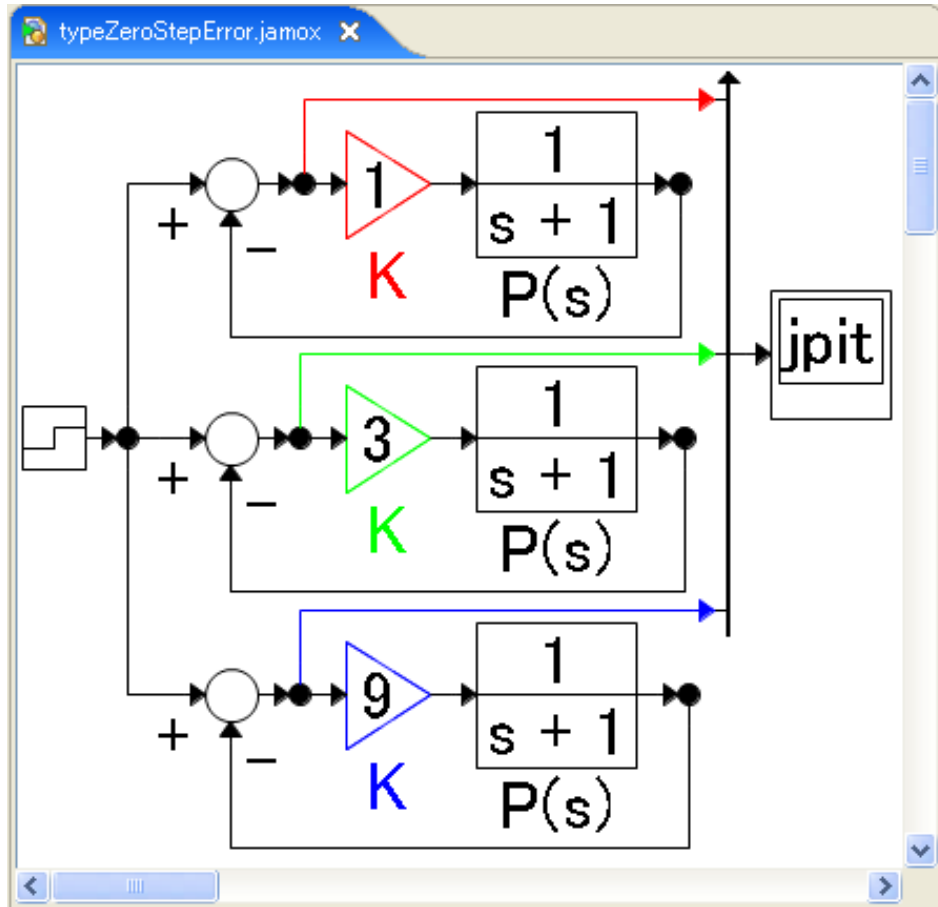 typeZeroStepError.jamox
+
−
1
K
1
s + 1
P(s)
jpit
+
−
3
K
1
s + 1
P(s)
+
−
9
K
1
s + 1
P(s)